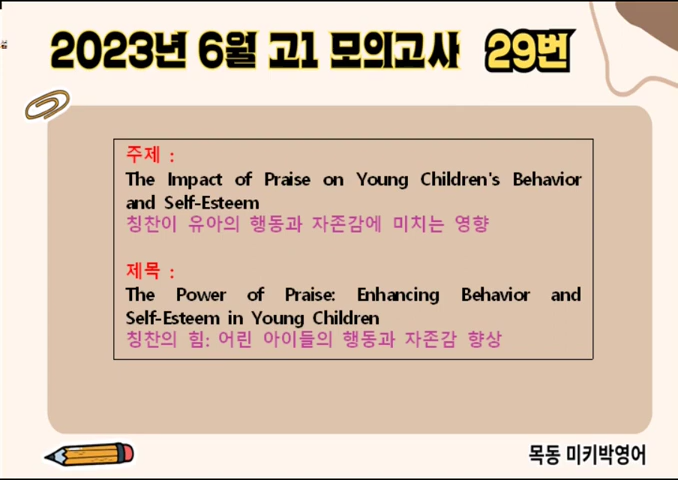 2023년 6월 고1 모의고사 29번
주제 :
The Impact of Praise on Young Children's Behavior
and Self-Esteem
칭찬이 유아의 행동과 자존감에 미치는 영향
제목 :
The Power of Praise: Enhancing Behavior and
Self-Esteem in Young Children
칭찬의 힘: 어린 아이들의 행동과 자존감 향상
목동 미키박영어